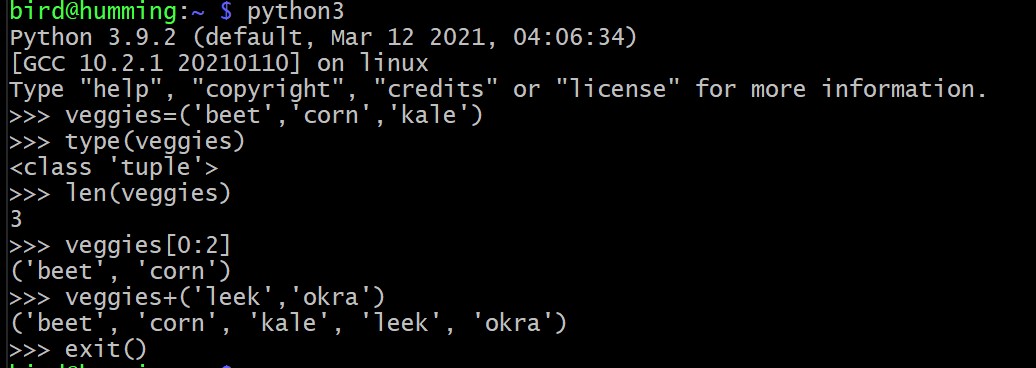 bird@humming:~ $ python3
Python 3.9.2 (default, Mar 12 2021, 04:06:34)
[GCC 10.2.1 20210110] on linux
Type "help", "copyright", "credits" or "license" for more information.
>>> veggies=('beet','corn','kale')
>>> type(veggies)
<class 'tuple'>
>>> len(veggies)
3
>>> veggies[0:2]
('beet', 'corn')
>>> veggies+('leek','okra')
('beet', 'corn', 'kale', 'leek', 'okra')
>>> exit()